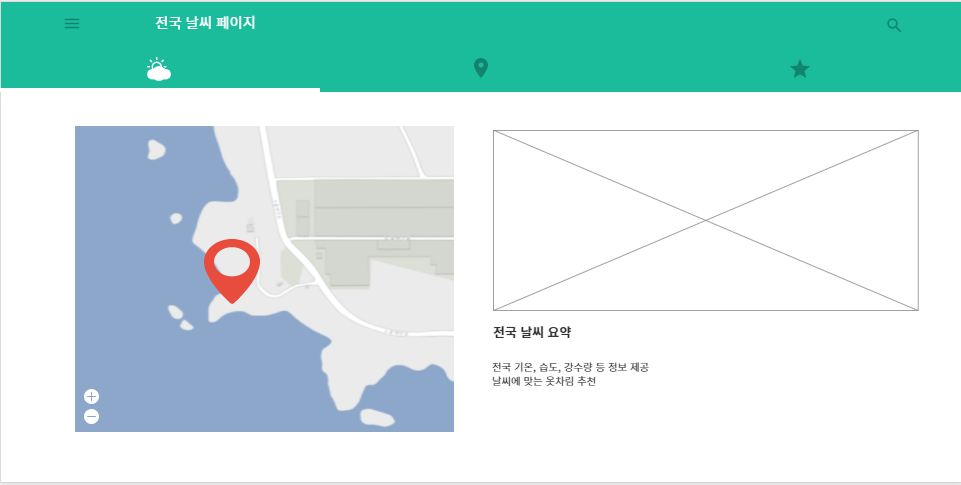 전국 날씨 페이지
전국 날씨 요약
전국 기온, 습도, 강수량 등 정보 제공
날씨에 맞는 옷차림 추천